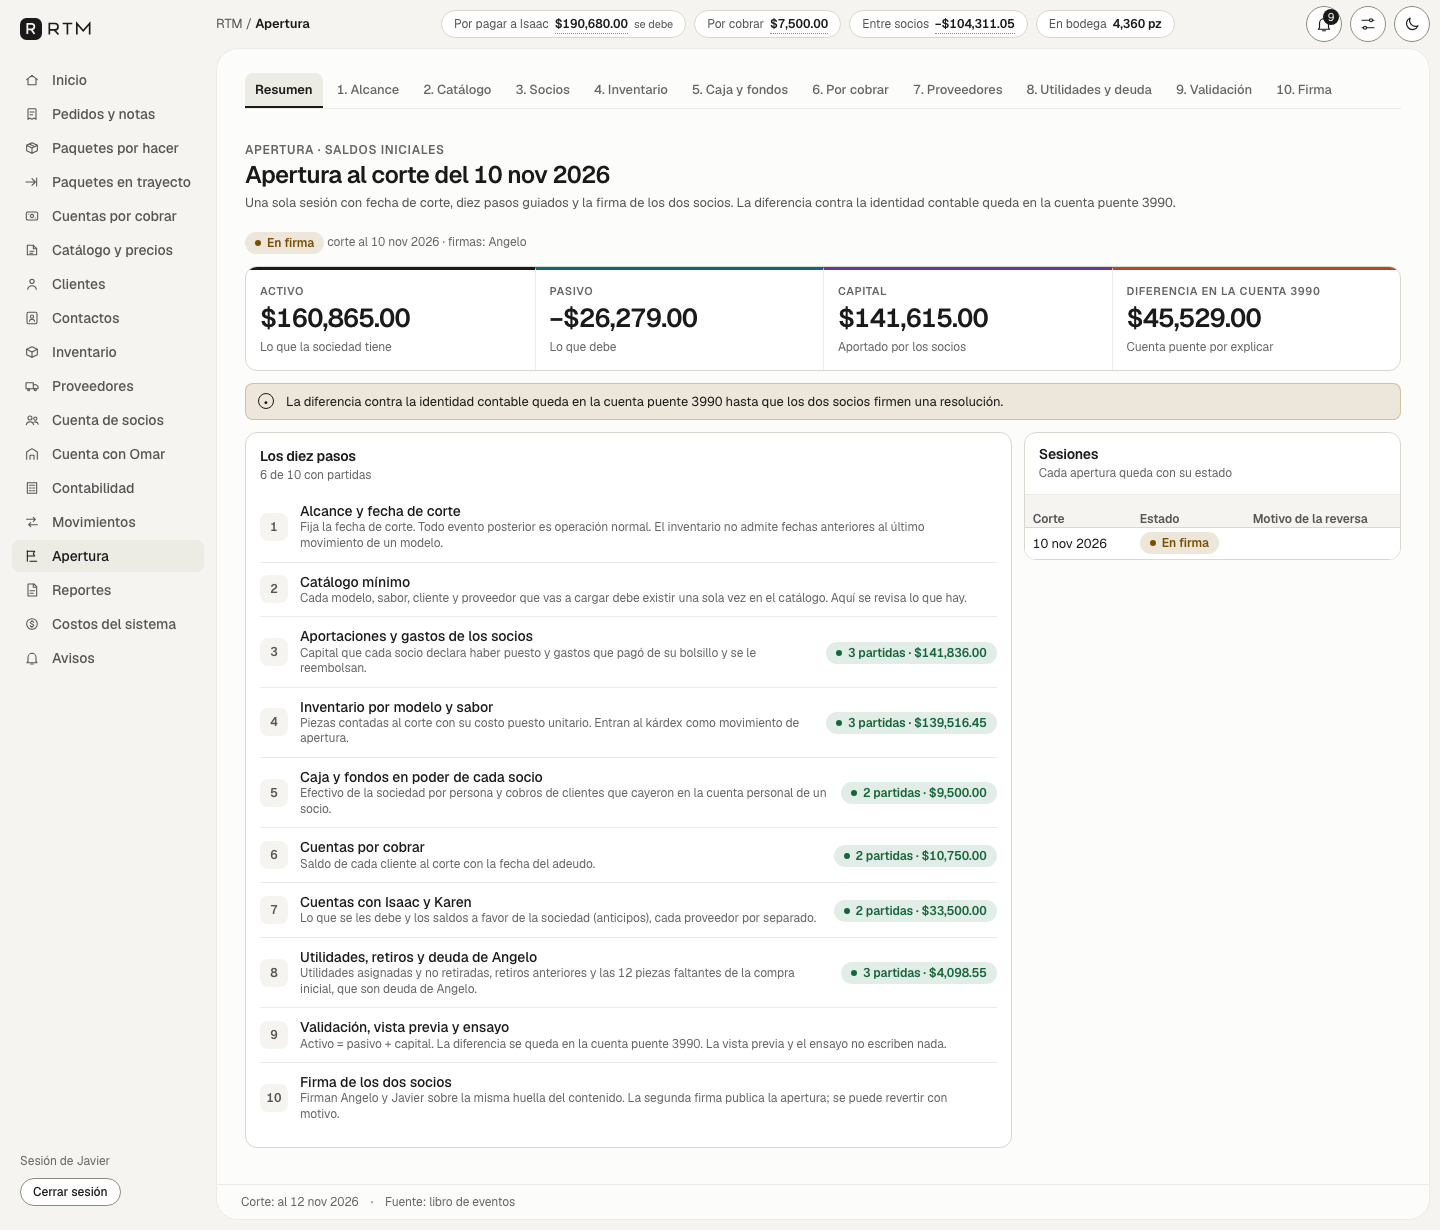 R RTM
RTM / Apertura
Por pagar a Isaac $190,680.00 se debe
Por cobrar $7,500.00
Entre socios –$104,311.05
En bodega 4,360 pz
9
Inicio
Pedidos y notas
Paquetes por hacer
Paquetes en trayecto
Cuentas por cobrar
Catálogo y precios
Clientes
Contactos
Inventario
Proveedores
Cuenta de socios
Cuenta con Omar
Contabilidad
Movimientos
Apertura
Reportes
Costos del sistema
Avisos
Sesión de Javier
Cerrar sesión
Resumen
1. Alcance
2. Catálogo
3. Socios
4. Inventario
5. Caja y fondos
6. Por cobrar
7. Proveedores
8. Utilidades y deuda
9. Validación
10. Firma
APERTURA · SALDOS INICIALES
Apertura al corte del 10 nov 2026
Una sola sesión con fecha de corte, diez pasos guiados y la firma de los dos socios. La diferencia contra la identidad contable queda en la cuenta puente 3990.
En firma corte al 10 nov 2026 · firmas: Angelo
ACTIVO
$160,865.00
Lo que la sociedad tiene
PASIVO
–$26,279.00
Lo que debe
CAPITAL
$141,615.00
Aportado por los socios
DIFERENCIA EN LA CUENTA 3990
$45,529.00
Cuenta puente por explicar
La diferencia contra la identidad contable queda en la cuenta puente 3990 hasta que los dos socios firmen una resolución.
Los diez pasos
6 de 10 con partidas
1
Alcance y fecha de corte
Fija la fecha de corte. Todo evento posterior es operación normal. El inventario no admite fechas anteriores al último
movimiento de un modelo.
2
Catálogo mínimo
Cada modelo, sabor, cliente y proveedor que vas a cargar debe existir una sola vez en el catálogo. Aquí se revisa lo que hay.
3
Aportaciones y gastos de los socios
Capital que cada socio declara haber puesto y gastos que pagó de su bolsillo y se le
reembolsan.
3 partidas · $141,836.00
4
Inventario por modelo y sabor
Piezas contadas al corte con su costo puesto unitario. Entran al kárdex como movimiento de
apertura.
3 partidas · $139,516.45
5
Caja y fondos en poder de cada socio
Efectivo de la sociedad por persona y cobros de clientes que cayeron en la cuenta personal de un
socio.
2 partidas · $9,500.00
6
Cuentas por cobrar
Saldo de cada cliente al corte con la fecha del adeudo.
2 partidas · $10,750.00
7
Cuentas con Isaac y Karen
Lo que se les debe y los saldos a favor de la sociedad (anticipos), cada proveedor por separado.
2 partidas · $33,500.00
8
Utilidades, retiros y deuda de Angelo
Utilidades asignadas y no retiradas, retiros anteriores y las 12 piezas faltantes de la compra
inicial, que son deuda de Angelo.
3 partidas · $4,098.55
9
Validación, vista previa y ensayo
Activo = pasivo + capital. La diferencia se queda en la cuenta puente 3990. La vista previa y el ensayo no escriben nada.
10
Firma de los dos socios
Firman Angelo y Javier sobre la misma huella del contenido. La segunda firma publica la apertura; se puede revertir con
motivo.
Sesiones
Cada apertura queda con su estado
Corte Estado Motivo de la reversa
10 nov 2026 En firma
Corte: al 12 nov 2026 · Fuente: libro de eventos